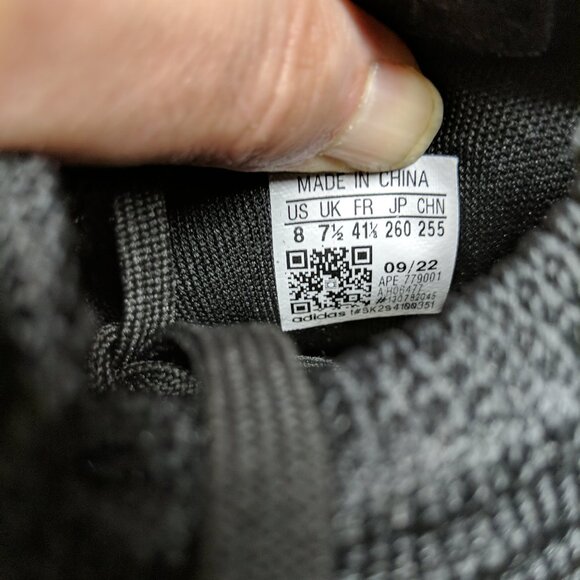 MADE IN CHINA
US UK FR JP CHN
8 7½ 41⅓ 260 255
09/22
APE 779001
adidas